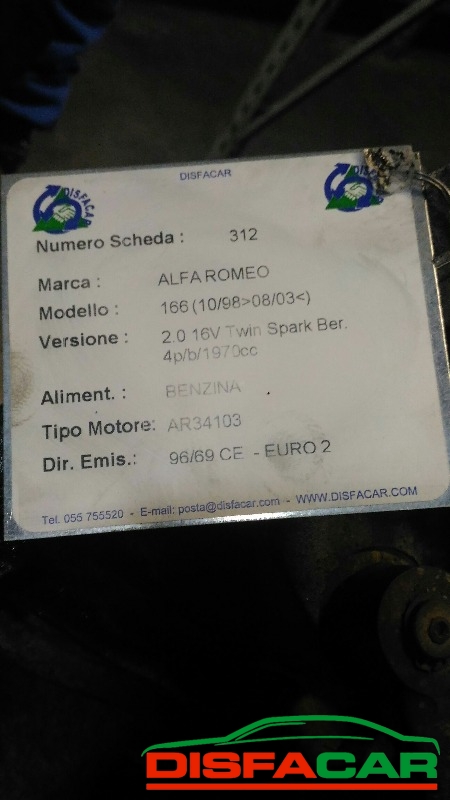 DISFACAR
DISFACAR DISFACAR
Numero Scheda : 312
Marca : ALFA ROMEO
Modello : 166 (10/98>08/03<)
Versione : 2.0 16V Twin Spark Ber.
4p/b/1970cc
Aliment. : BENZINA
Tipo Motore: AR34103
Dir. Emis.: 96/69 CE - EURO 2
Tel. 055 755520 - E-mail: posta@disfacar.com - WWW.DISFACAR.COM
DISFACAR